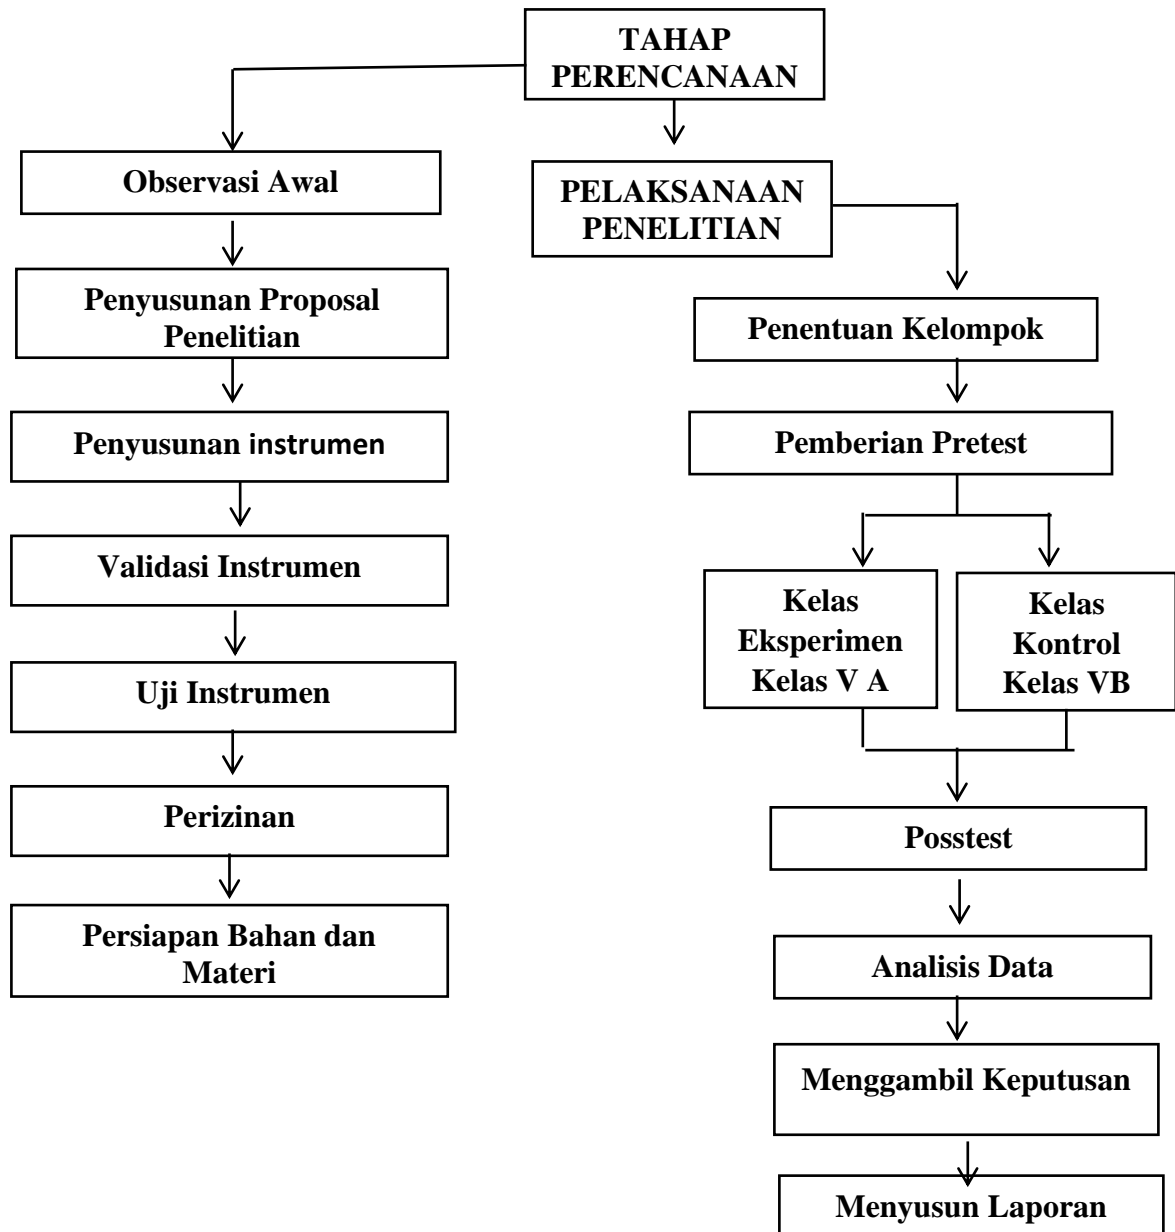 TAHAP
PERENCANAAN
Observasi Awal
Penyusunan Proposal
Penelitian
Penyusunan instrumen
Validasi Instrumen
Uji Instrumen
Perizinan
Persiapan Bahan dan
Materi
PELAKSANAAN
PENELITIAN
Penentuan Kelompok
Pemberian Pretest
Kelas
Eksperimen
Kelas V A
Kelas
Kontrol
Kelas VB
Posstest
Analisis Data
Menggambil Keputusan
Menyusun Laporan